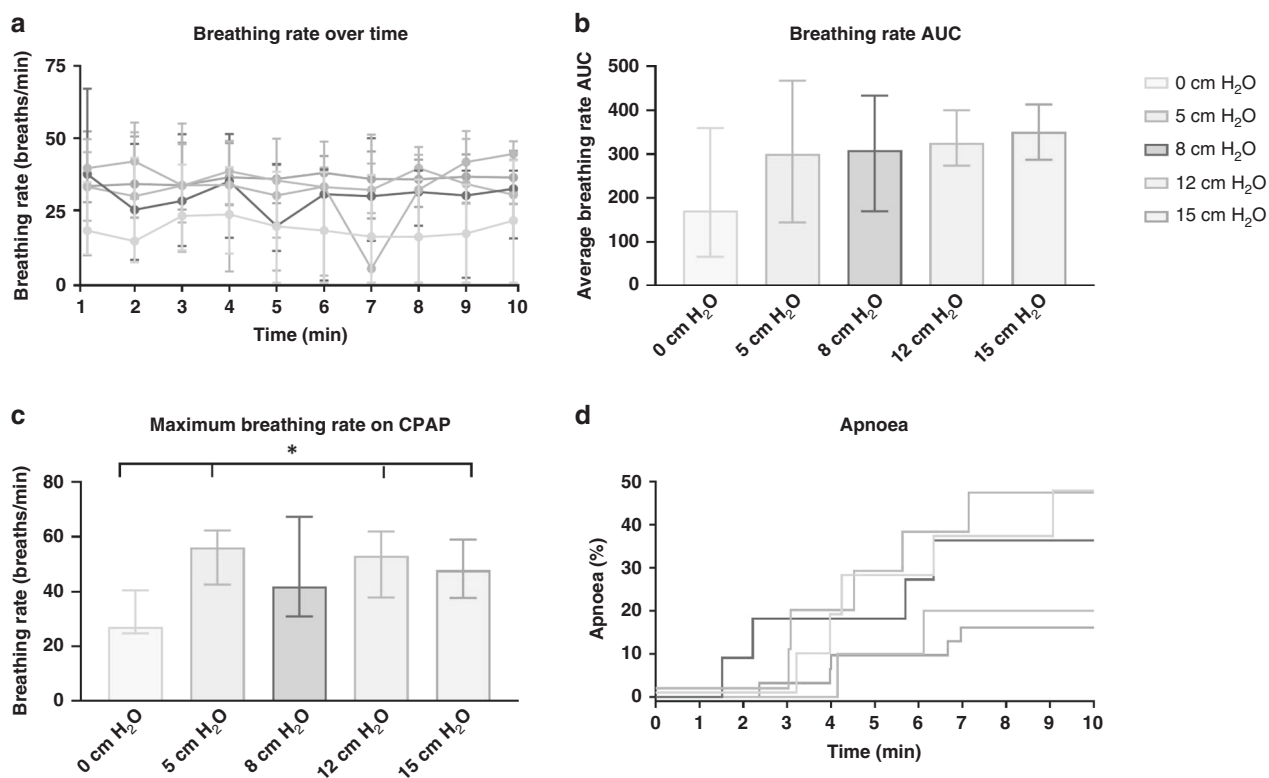 a
Breathing rate over time
Breathing rate (breaths/min)
75
50
25
0
1 2 3 4 5 6 7 8 9 10
Time (min)
b
Breathing rate AUC
Average breathing rate AUC
500
400
300
200
100
0
0 cm H₂O
5 cm H₂O
8 cm H₂O
12 cm H₂O
15 cm H₂O
0 cm H₂O
5 cm H₂O
8 cm H₂O
12 cm H₂O
15 cm H₂O
c
Maximum breathing rate on CPAP
*
Breathing rate (breaths/min)
80
60
40
20
0
0 cm H₂O
5 cm H₂O
8 cm H₂O
12 cm H₂O
15 cm H₂O
d
Apnoea
Apnoea (%)
50
40
30
20
10
0
0 1 2 3 4 5 6 7 8 9 10
Time (min)